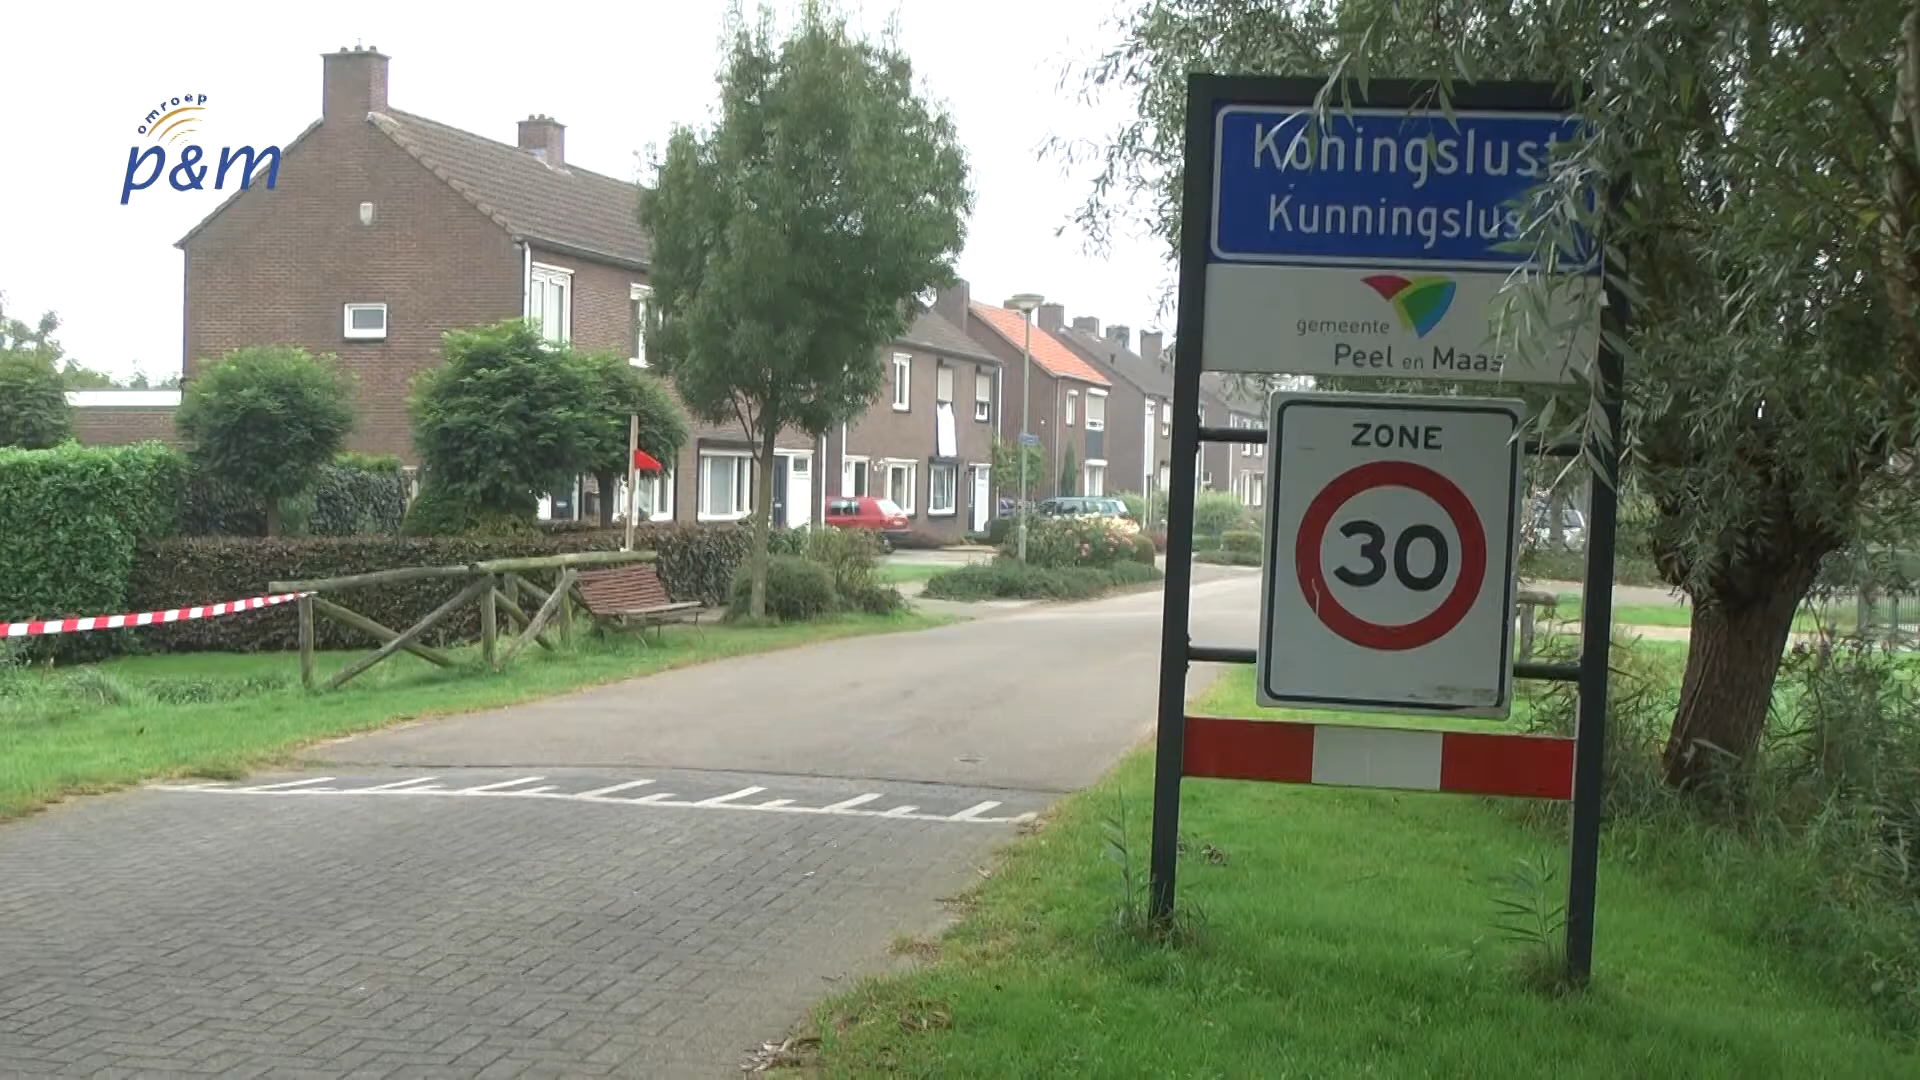 omroep
p&m
Koningslust
Kunningslus
gemeente
Peel en Maas
ZONE
30